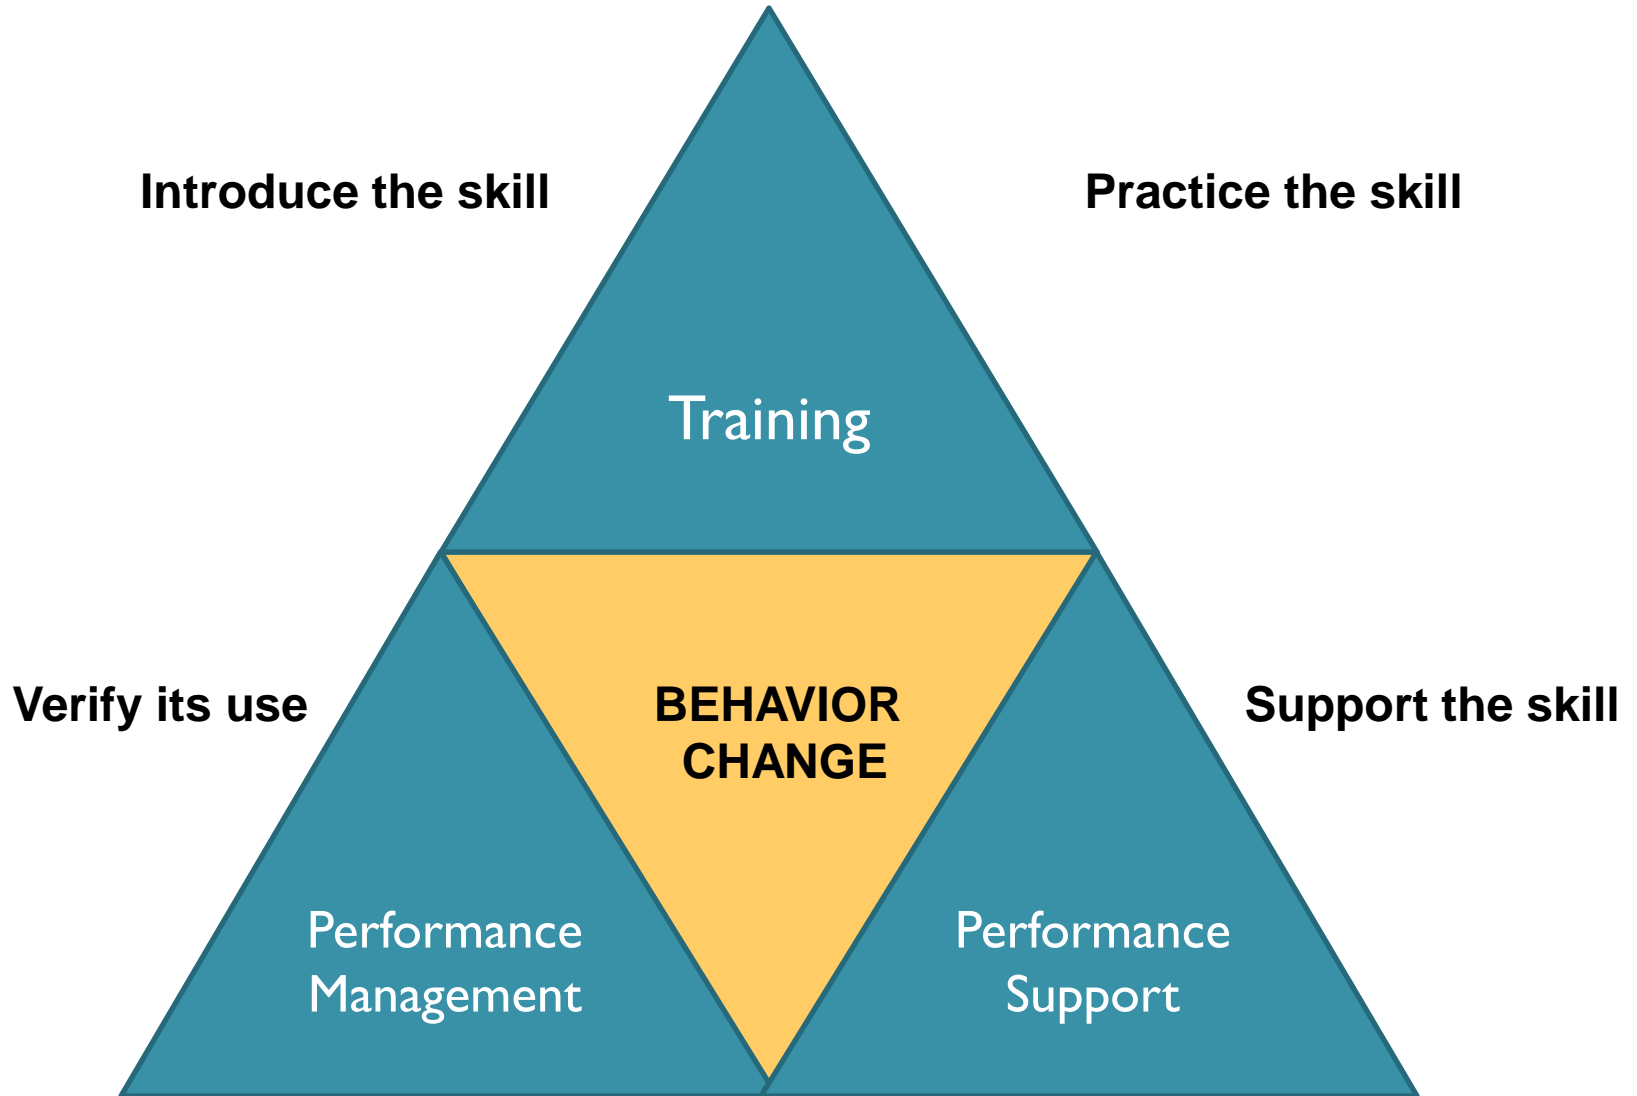 Introduce the skill
Practice the skill
Training
Verify its use
BEHAVIOR
CHANGE
Support the skill
Performance
Management
Performance
Support